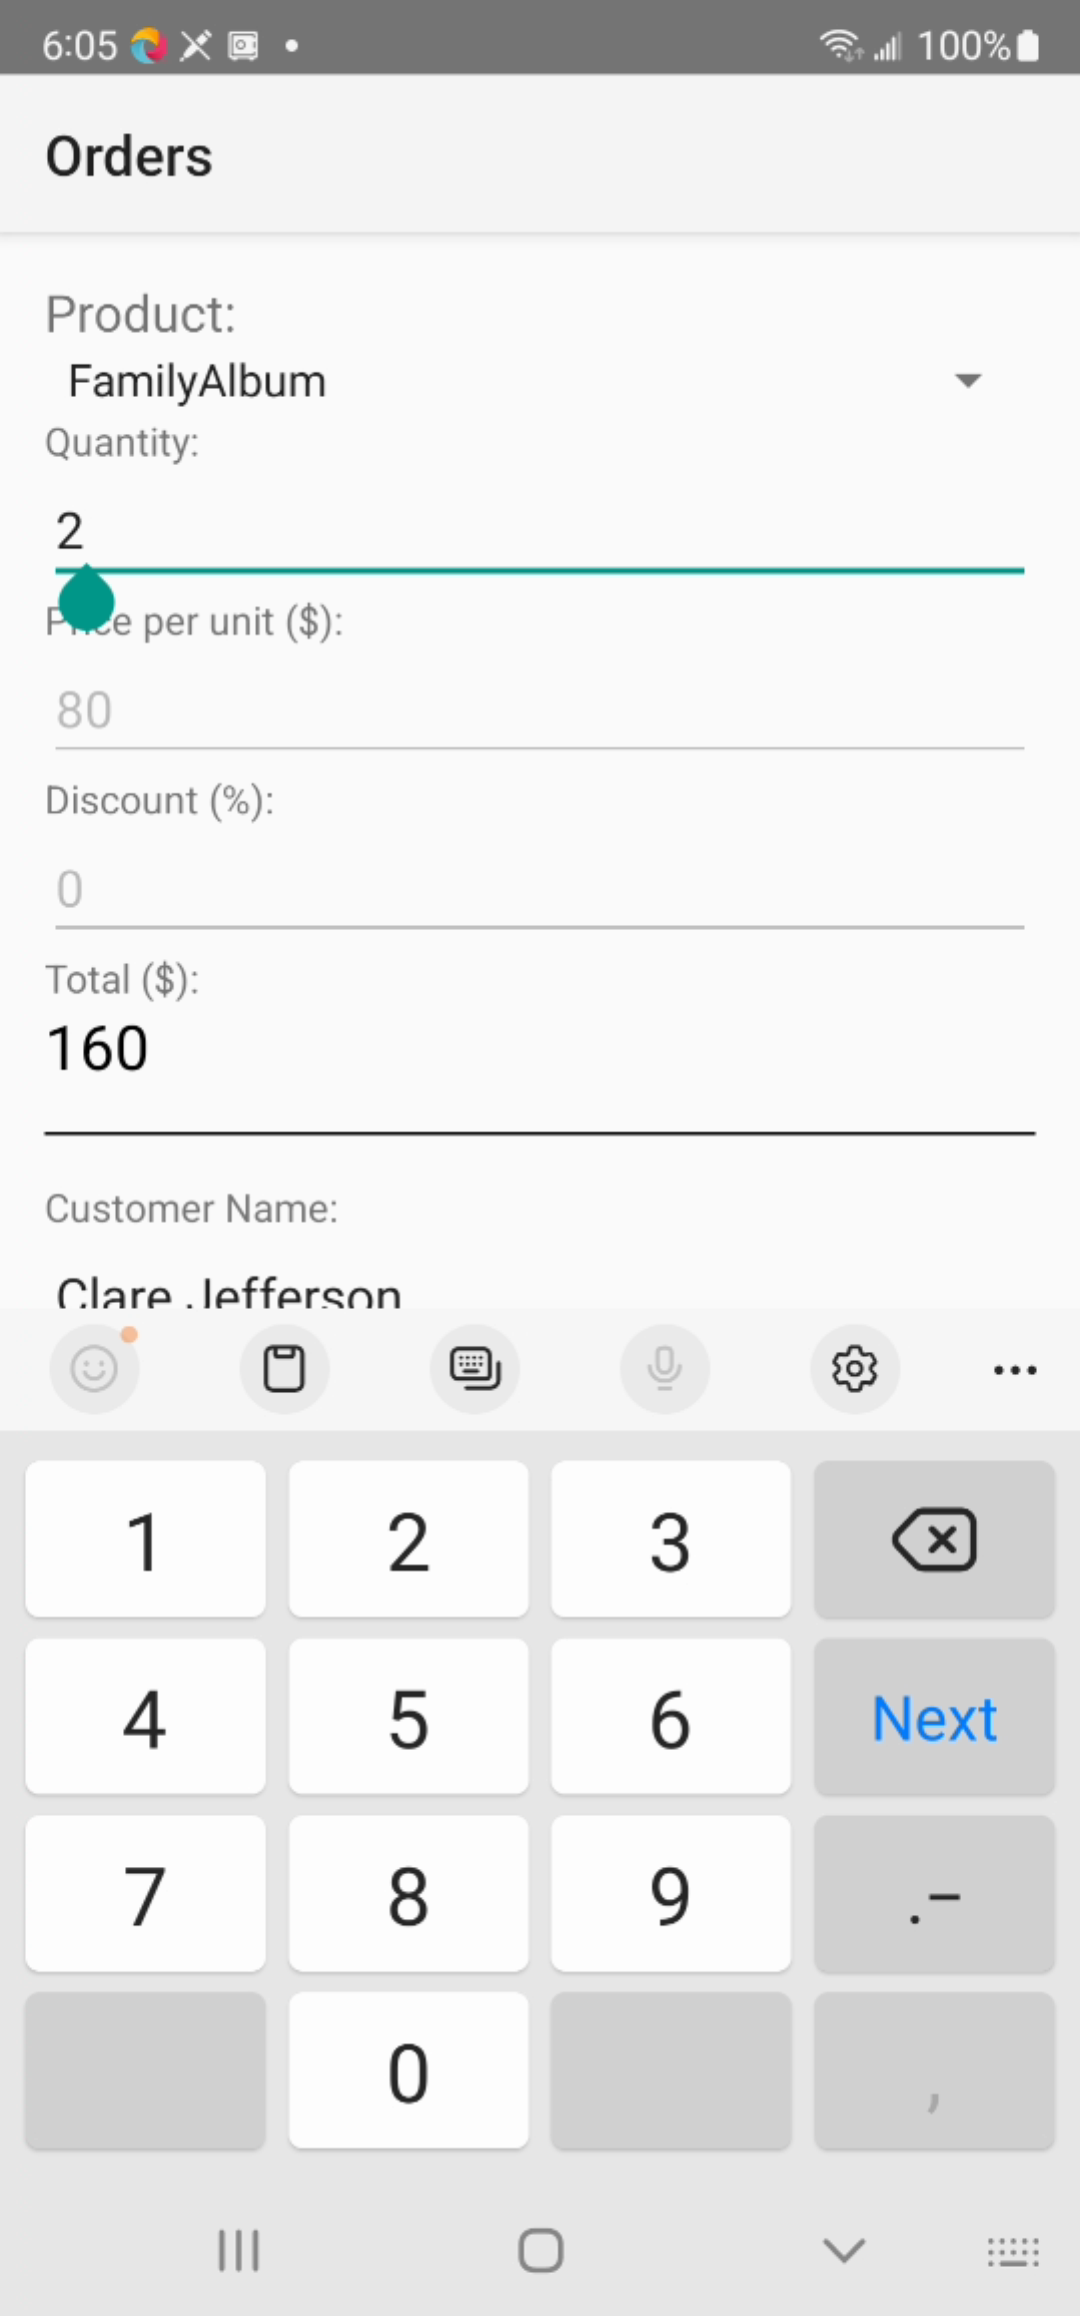 6:05 100%
Orders
Product:
FamilyAlbum
Quantity:
2
Price per unit ($):
80
Discount (%):
0
Total ($):
160
Customer Name:
Clare Jefferson
1 2 3
4 5 6 Next
7 8 9 .-
0 ,